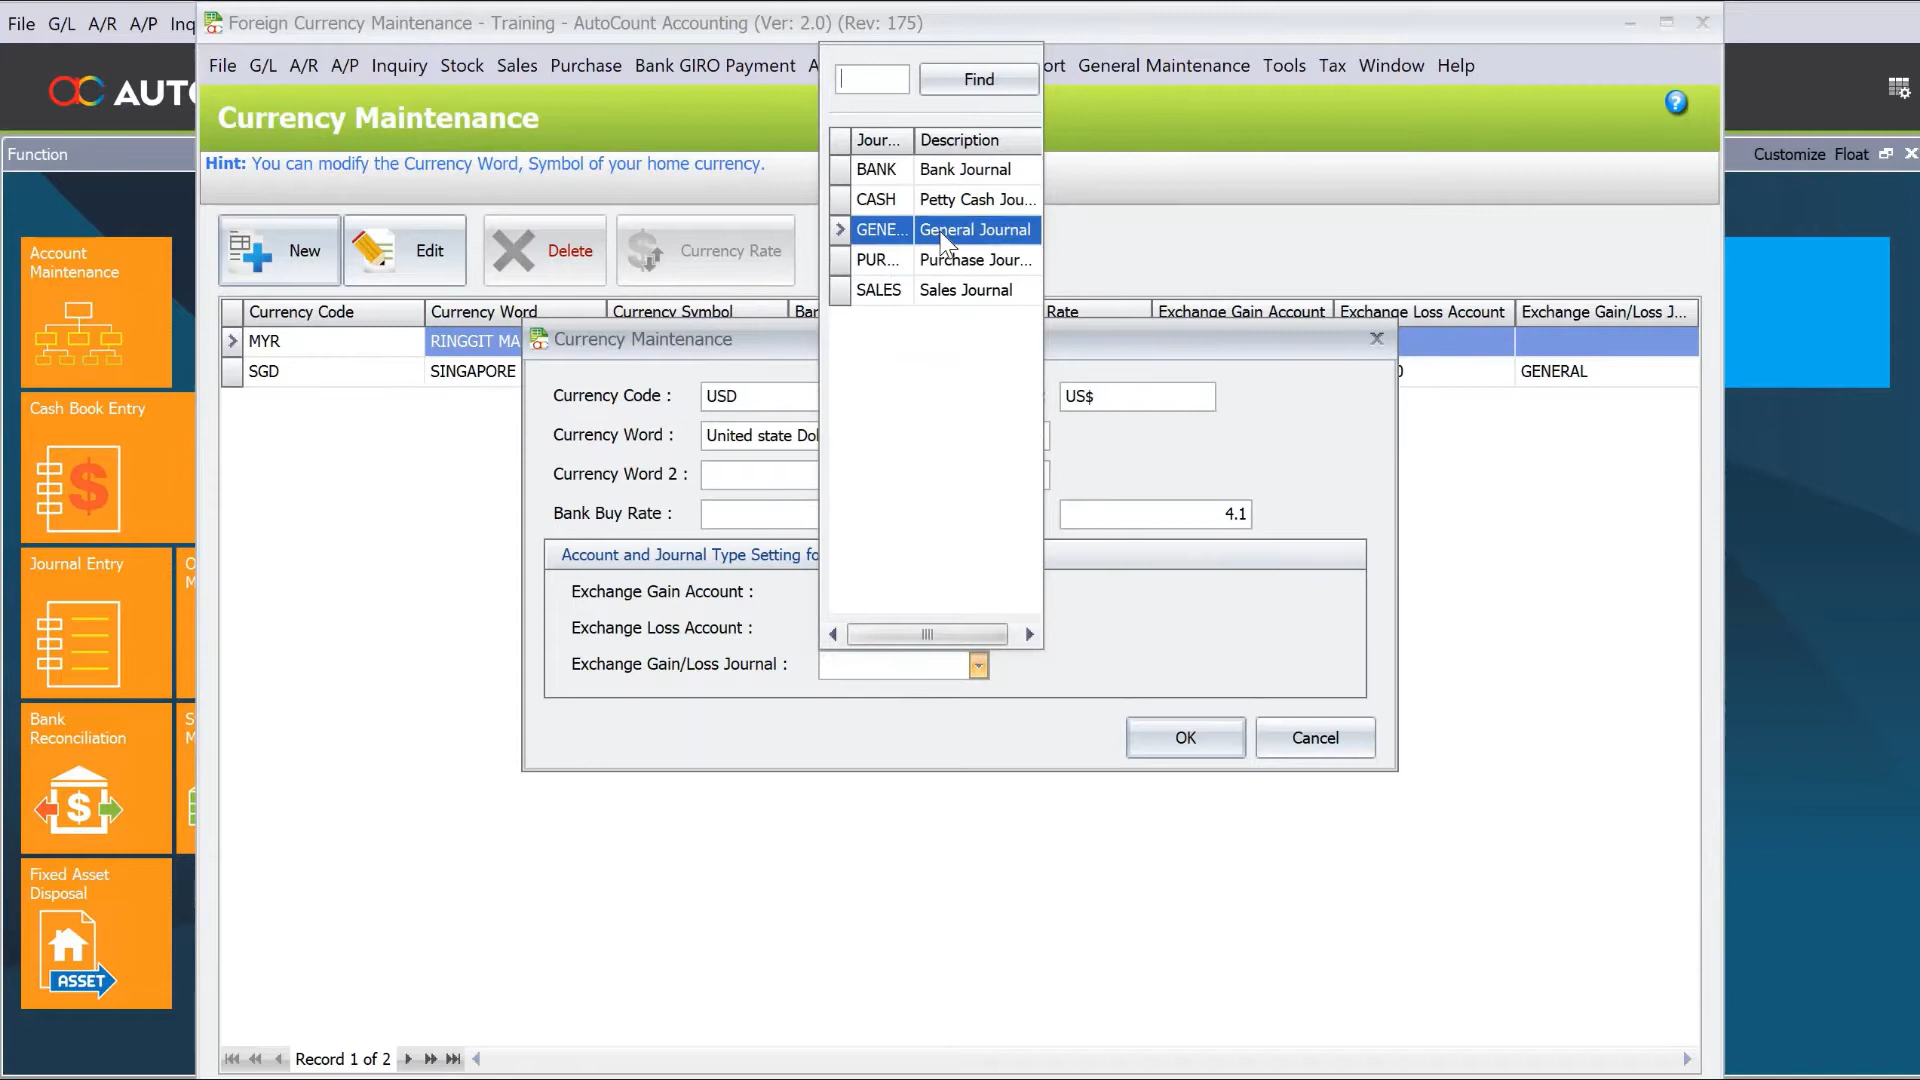 File G/L A/R A/P Inq
Foreign Currency Maintenance - Training - AutoCount Accounting (Ver: 2.0) (Rev: 175)
File G/L A/R A/P Inquiry Stock Sales Purchase Bank GIRO Payment A ort General Maintenance Tools Tax Window Help
AUTO
Currency Maintenance
Hint: You can modify the Currency Word, Symbol of your home currency.
Function
Customize Float
Find
Jour... Description
BANK Bank Journal
CASH Petty Cash Jou...
GENE... General Journal
PUR... Purchase Jour...
SALES Sales Journal
New Edit Delete Currency Rate
Currency Code Currency Word Currency Symbol Ban Rate Exchange Gain Account Exchange Loss Account Exchange Gain/Loss J...
MYR RINGGIT MA
SGD SINGAPORE 0 GENERAL
Currency Maintenance
Currency Code : USD US$
Currency Word : United state Dol
Currency Word 2 :
Bank Buy Rate : 4.1
Account and Journal Type Setting fo
Exchange Gain Account :
Exchange Loss Account :
Exchange Gain/Loss Journal :
OK Cancel
Account
Maintenance
Cash Book Entry
Journal Entry
O
M
Bank
Reconciliation
S
M
Fixed Asset
Disposal
ASSET
Record 1 of 2